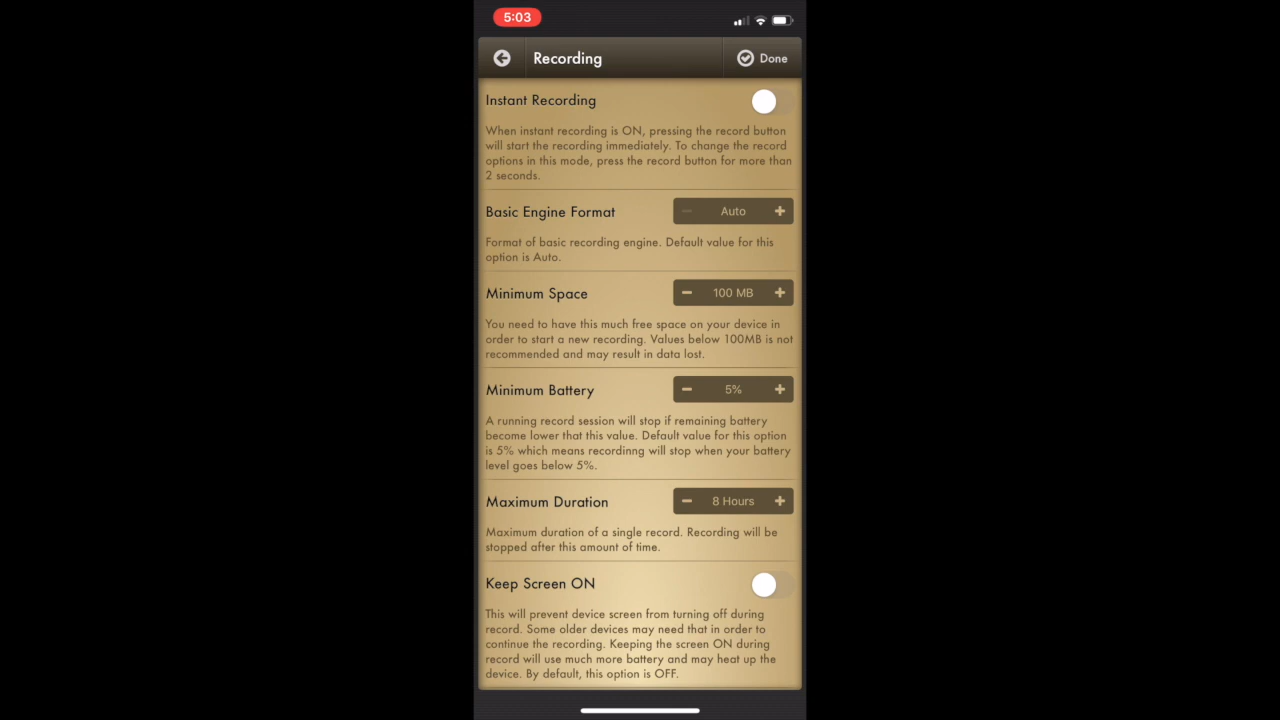 5:03
Recording
Done
Instant Recording
When instant recording is ON, pressing the record button
will start the recording immediately. To change the record
options in this mode, press the record button for more than
2 seconds.
Basic Engine Format
Auto
Format of basic recording engine. Default value for this
option is Auto.
Minimum Space
100 MB
You need to have this much free space on your device in
order to start a new recording. Values below 100MB is not
recommended and may result in data lost.
Minimum Battery
5%
A running record session will stop if remaining battery
become lower that this value. Default value for this option
is 5% which means recordinng will stop when your battery
level goes below 5%.
Maximum Duration
8 Hours
Maximum duration of a single record. Recording will be
stopped after this amount of time.
Keep Screen ON
This will prevent device screen from turning off during
record. Some older devices may need that in order to
continue the recording. Keeping the screen ON during
record will use much more battery and may heat up the
device. By default, this option is OFF.